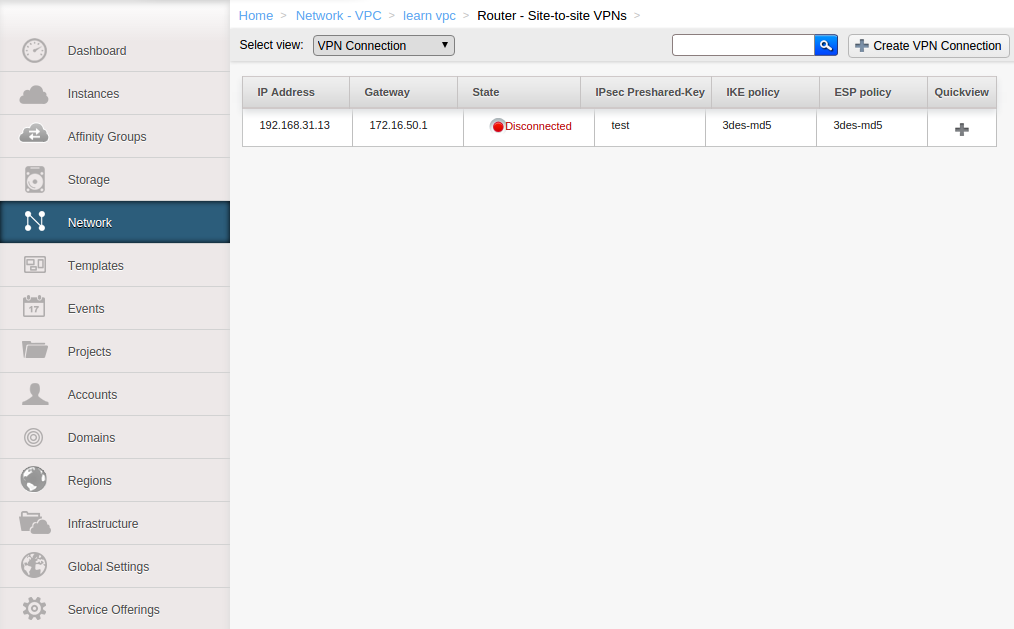 Home > Network - VPC > learn vpc > Router - Site-to-site VPNs >
Select view: VPN Connection ▼ Create VPN Connection
Dashboard
Instances
Affinity Groups
Storage
Network
Templates
17
Events
Projects
Accounts
Domains
Regions
Infrastructure
Global Settings
Service Offerings
IP Address Gateway State IPsec Preshared-Key IKE policy ESP policy Quickview
192.168.31.13 172.16.50.1 Disconnected test 3des-md5 3des-md5